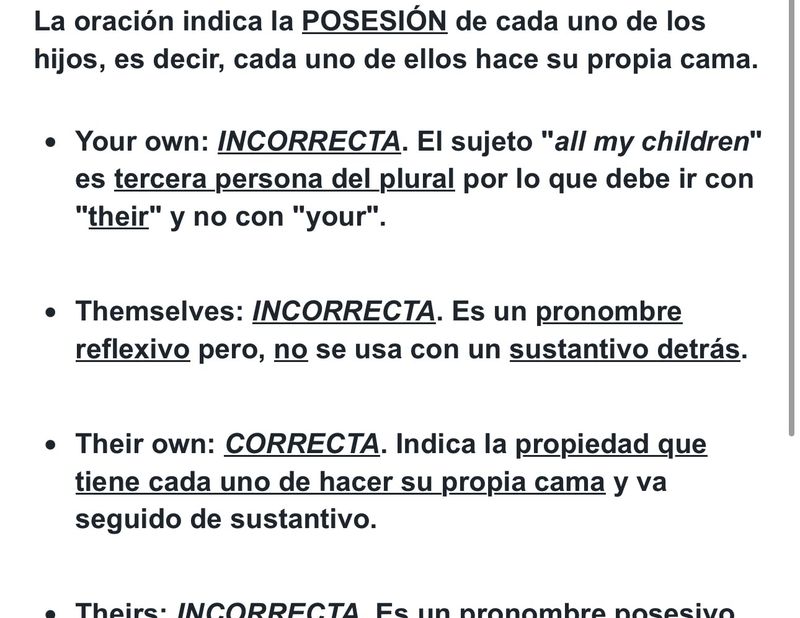 La oración indica la POSESIÓN de cada uno de los
hijos, es decir, cada uno de ellos hace su propia cama.
• Your own: INCORRECTA. El sujeto "all my children"
es tercera persona del plural por lo que debe ir con
"their" y no con "your".
• Themselves: INCORRECTA. Es un pronombre
reflexivo pero, no se usa con un sustantivo detrás.
• Their own: CORRECTA. Indica la propiedad que
tiene cada uno de hacer su propia cama y va
seguido de sustantivo.
• Theirs: INCORRECTA. Es un pronombre posesivo